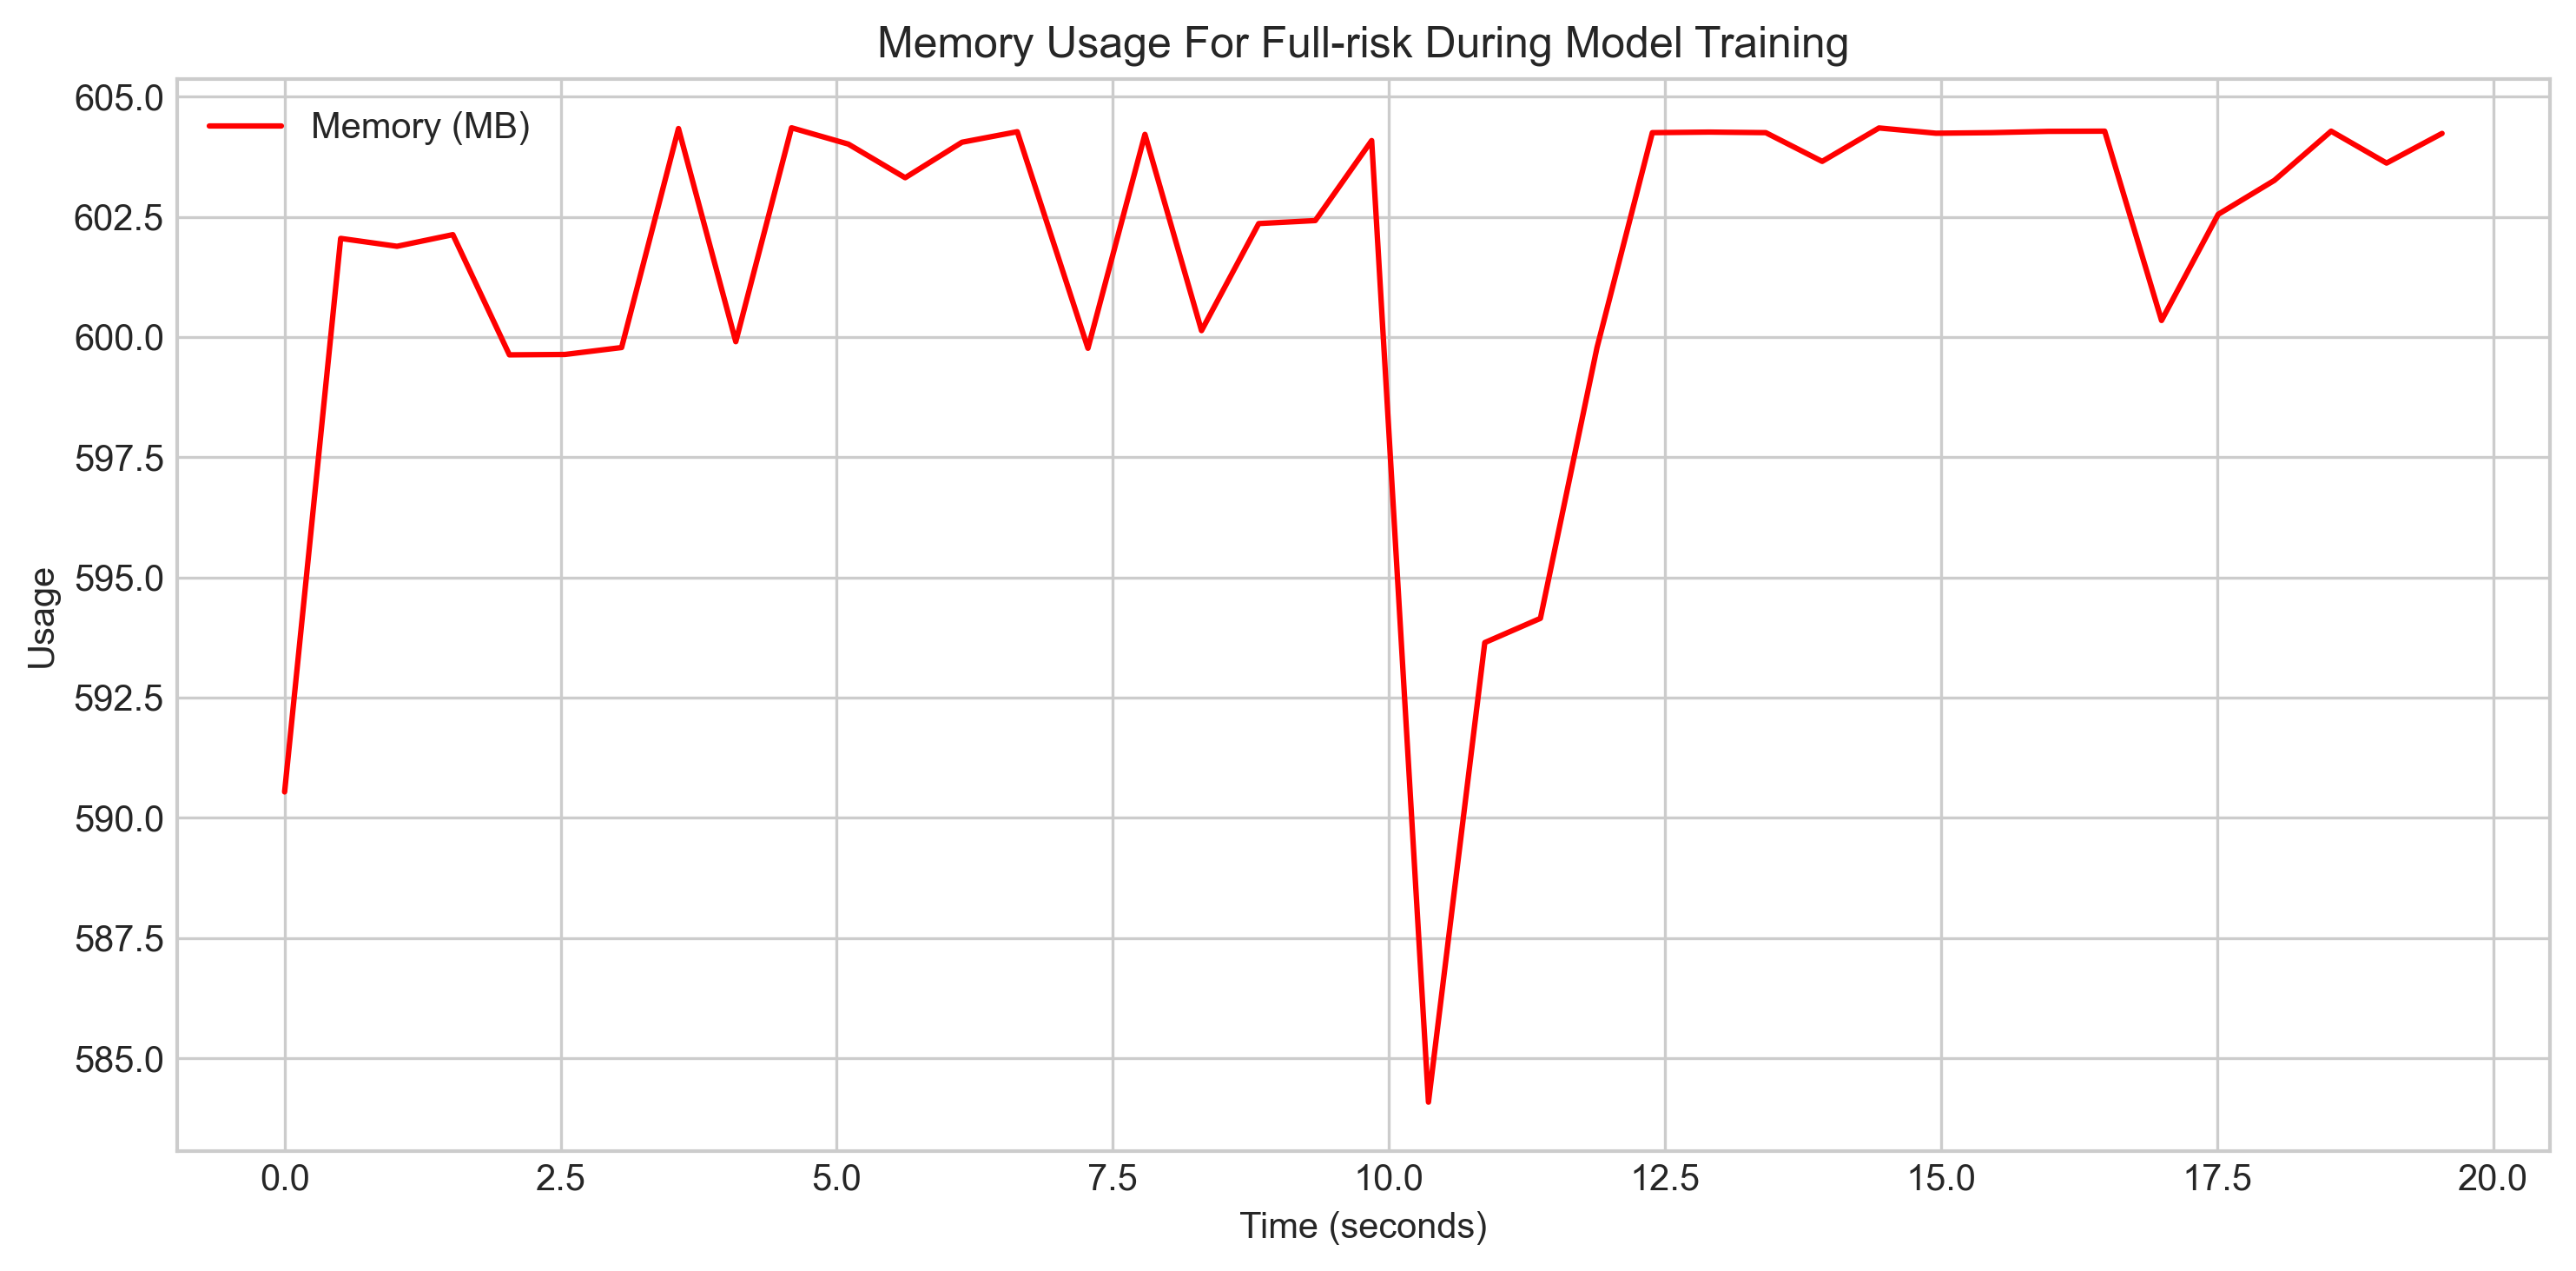 Memory Usage For Full-risk During Model Training
605.0
Memory (MB)
602.5
600.0
597.5
595.0
Usage
592.5
590.0
587.5
585.0
0.0 2.5 5.0 7.5 10.0 12.5 15.0 17.5 20.0
Time (seconds)